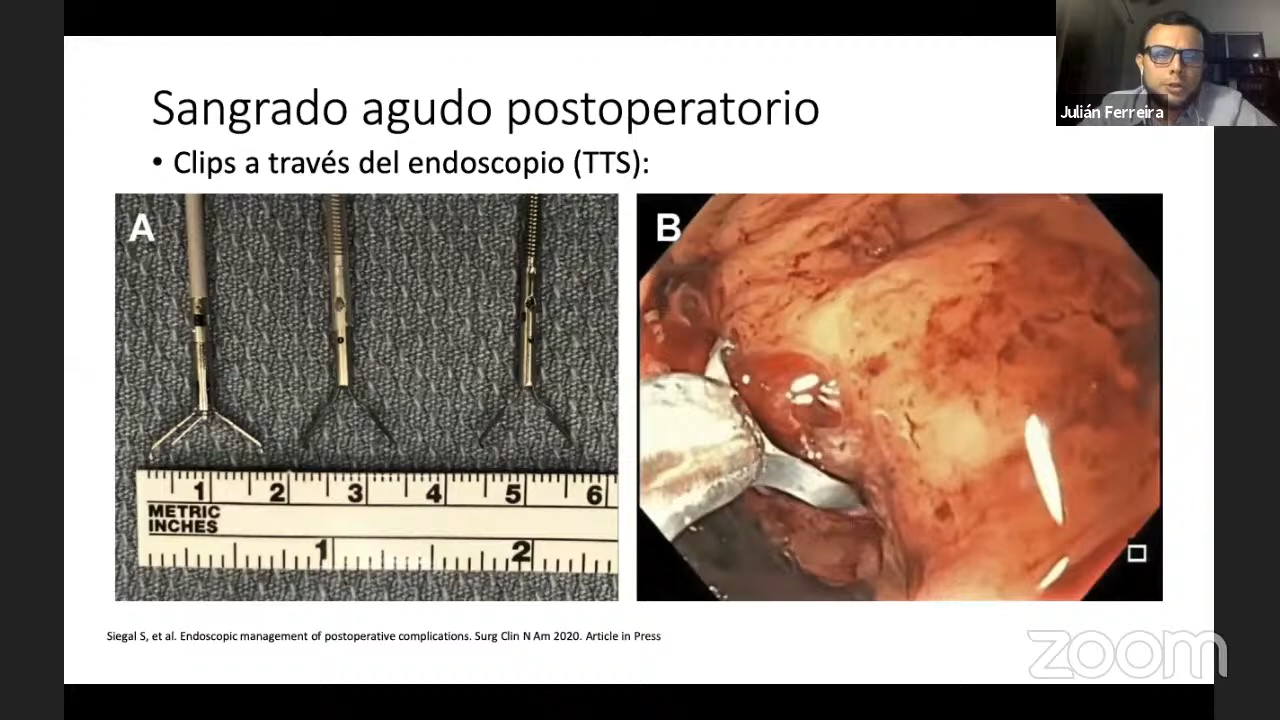 Julián Ferreira
Sangrado agudo postoperatorio
• Clips a través del endoscopio (TTS):
A
B
1 2 3 4 5 6
METRIC
INCHES
1 2
Siegal S, et al. Endoscopic management of postoperative complications. Surg Clin N Am 2020. Article in Press
zoom